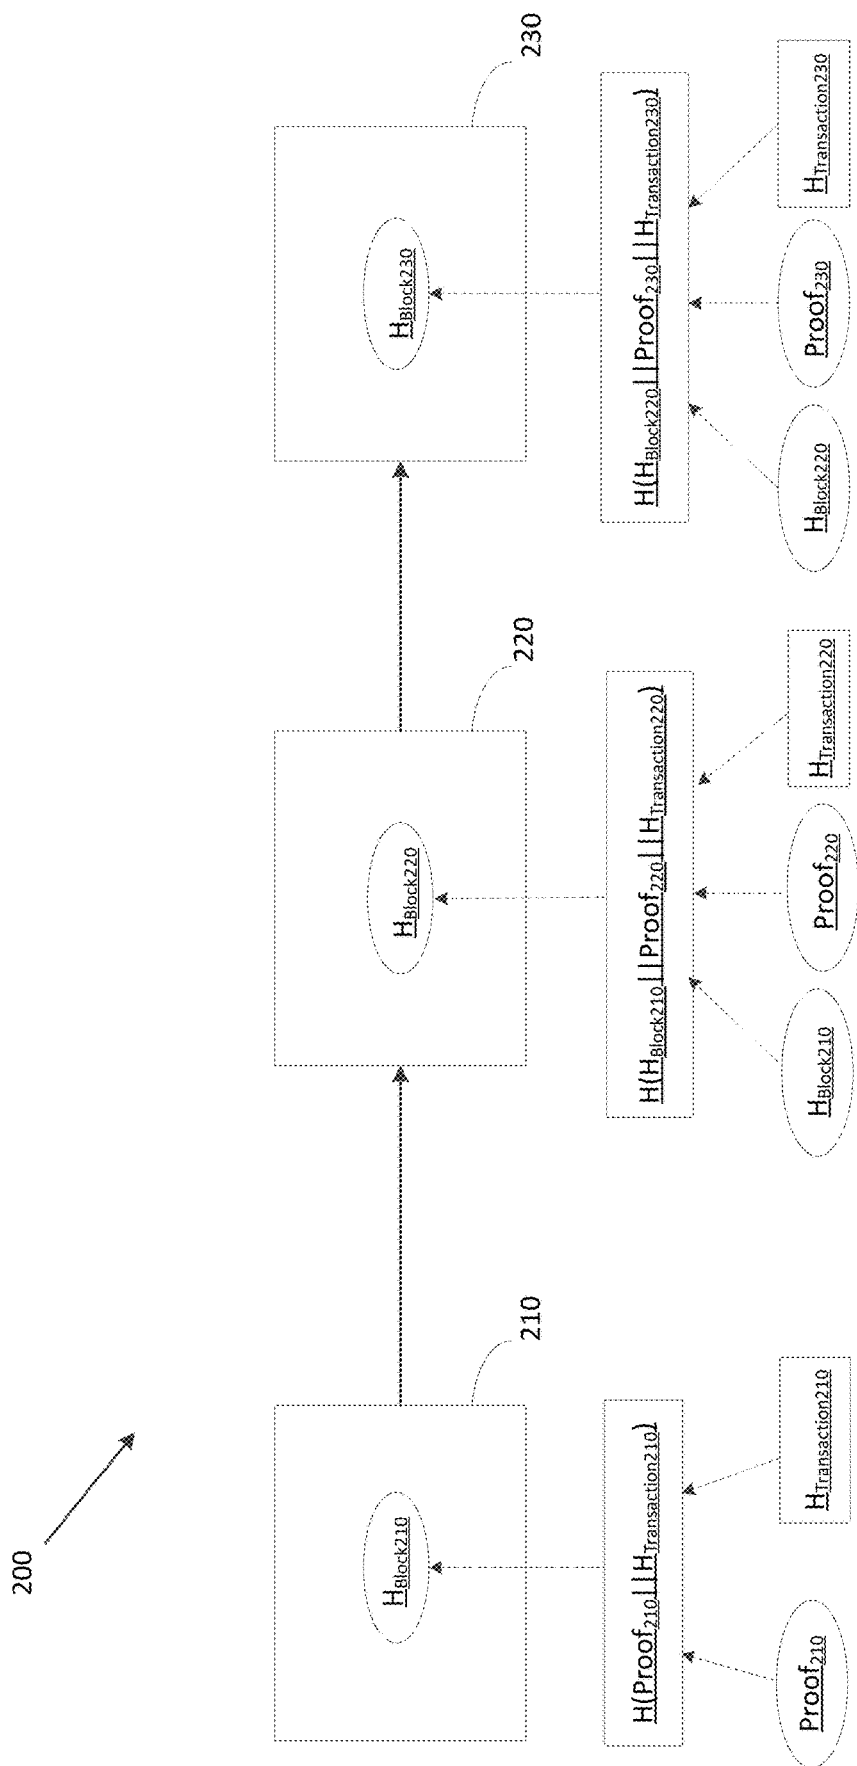 200
210
H_Block210
H(Proof_210||H_Transaction210)
Proof_210
H_Transaction210
220
H_Block220
H(H_Block210||Proof_220||H_Transaction220)
H_Block210
Proof_220
H_Transaction220
230
H_Block230
H(H_Block220||Proof_230||H_Transaction230)
H_Block220
Proof_230
H_Transaction230